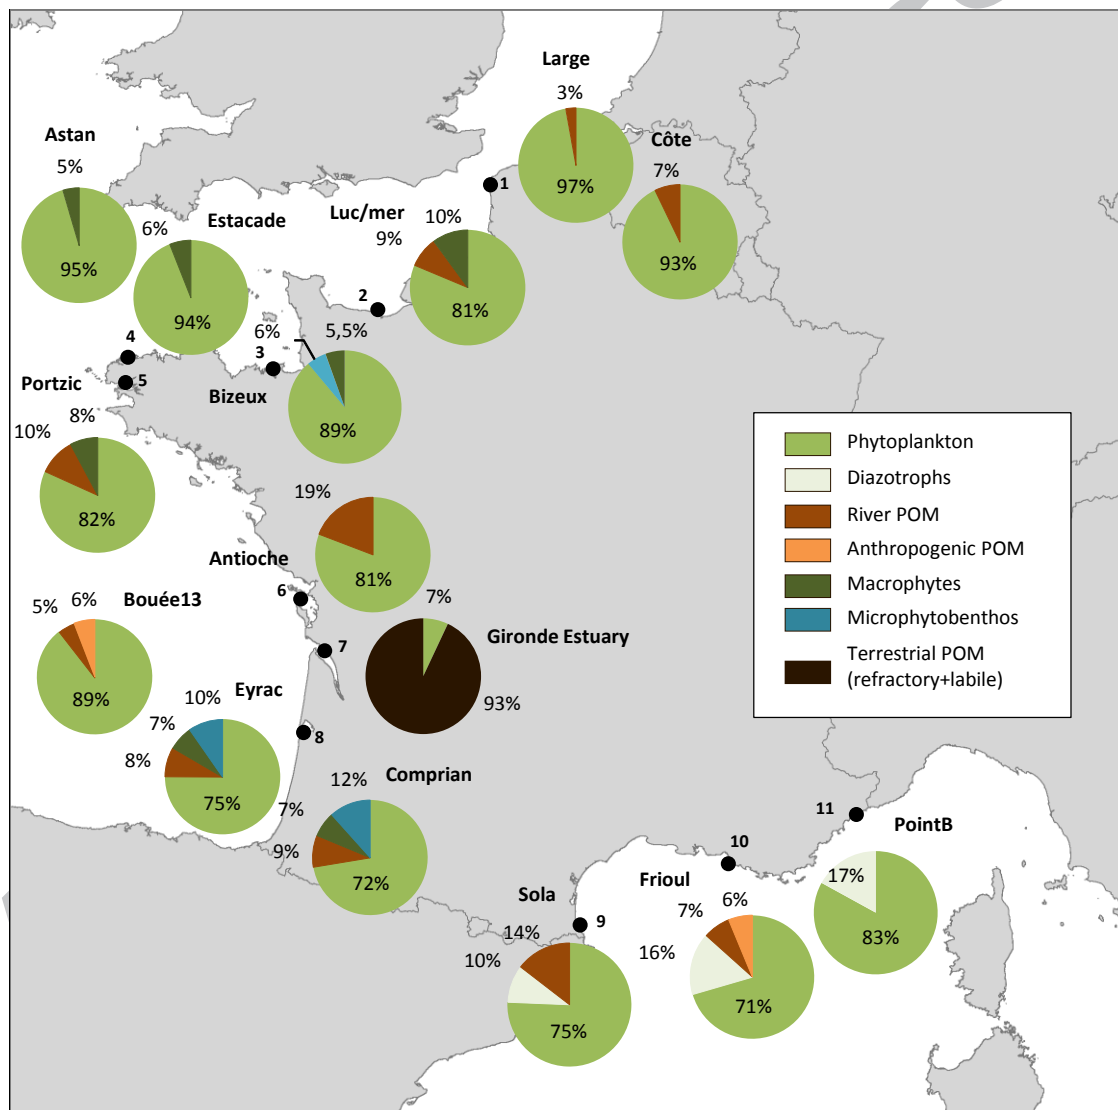 Large
3%
97%
Côte
7%
93%
Astan
5%
95%
Estacade
6%
94%
Luc/mer
10%
9%
81%
1
2
3
4
5
6%
5,5%
Bizeux
89%
Portzic
10%
8%
82%
19%
Antioche
81%
6
Bouée13
5%
6%
89%
7%
Gironde Estuary
93%
7
Eyrac
10%
7%
8%
75%
8
Comprian
12%
7%
9%
72%
Phytoplankton
Diazotrophs
River POM
Anthropogenic POM
Macrophytes
Microphytobenthos
Terrestrial POM
(refractory+labile)
Sola
9
14%
10%
75%
Frioul
10
7%
6%
16%
71%
11
PointB
17%
83%